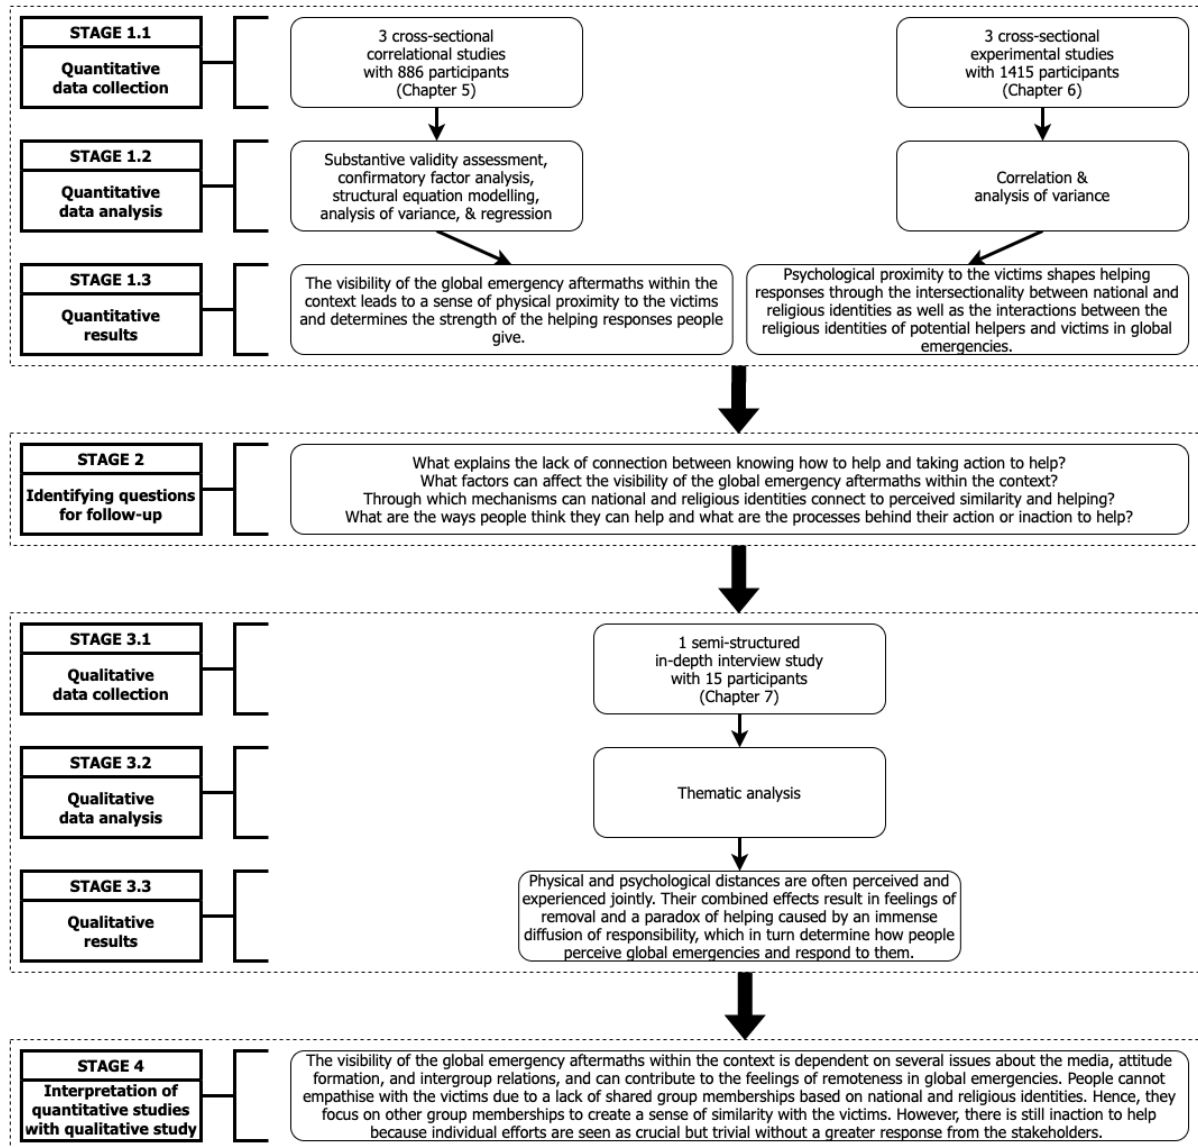 STAGE 1.1
Quantitative
data collection
3 cross-sectional
correlational studies
with 886 participants
(Chapter 5)
3 cross-sectional
experimental studies
with 1415 participants
(Chapter 6)
STAGE 1.2
Quantitative
data analysis
Substantive validity assessment,
confirmatory factor analysis,
structural equation modelling,
analysis of variance, & regression
Correlation &
analysis of variance
STAGE 1.3
Quantitative
results
The visibility of the global emergency aftermaths within the
context leads to a sense of physical proximity to the victims
and determines the strength of the helping responses people
give.
Psychological proximity to the victims shapes helping
responses through the intersectionality between national and
religious identities as well as the interactions between the
religious identities of potential helpers and victims in global
emergencies.
STAGE 2
Identifying questions
for follow-up
What explains the lack of connection between knowing how to help and taking action to help?
What factors can affect the visibility of the global emergency aftermaths within the context?
Through which mechanisms can national and religious identities connect to perceived similarity and helping?
What are the ways people think they can help and what are the processes behind their action or inaction to help?
STAGE 3.1
Qualitative
data collection
1 semi-structured
in-depth interview study
with 15 participants
(Chapter 7)
STAGE 3.2
Qualitative
data analysis
Thematic analysis
STAGE 3.3
Qualitative
results
Physical and psychological distances are often perceived and
experienced jointly. Their combined effects result in feelings of
removal and a paradox of helping caused by an immense
diffusion of responsibility, which in turn determine how people
perceive global emergencies and respond to them.
STAGE 4
Interpretation of
quantitative studies
with qualitative study
The visibility of the global emergency aftermaths within the context is dependent on several issues about the media, attitude
formation, and intergroup relations, and can contribute to the feelings of remoteness in global emergencies. People cannot
empathise with the victims due to a lack of shared group memberships based on national and religious identities. Hence, they
focus on other group memberships to create a sense of similarity with the victims. However, there is still inaction to help
because individual efforts are seen as crucial but trivial without a greater response from the stakeholders.